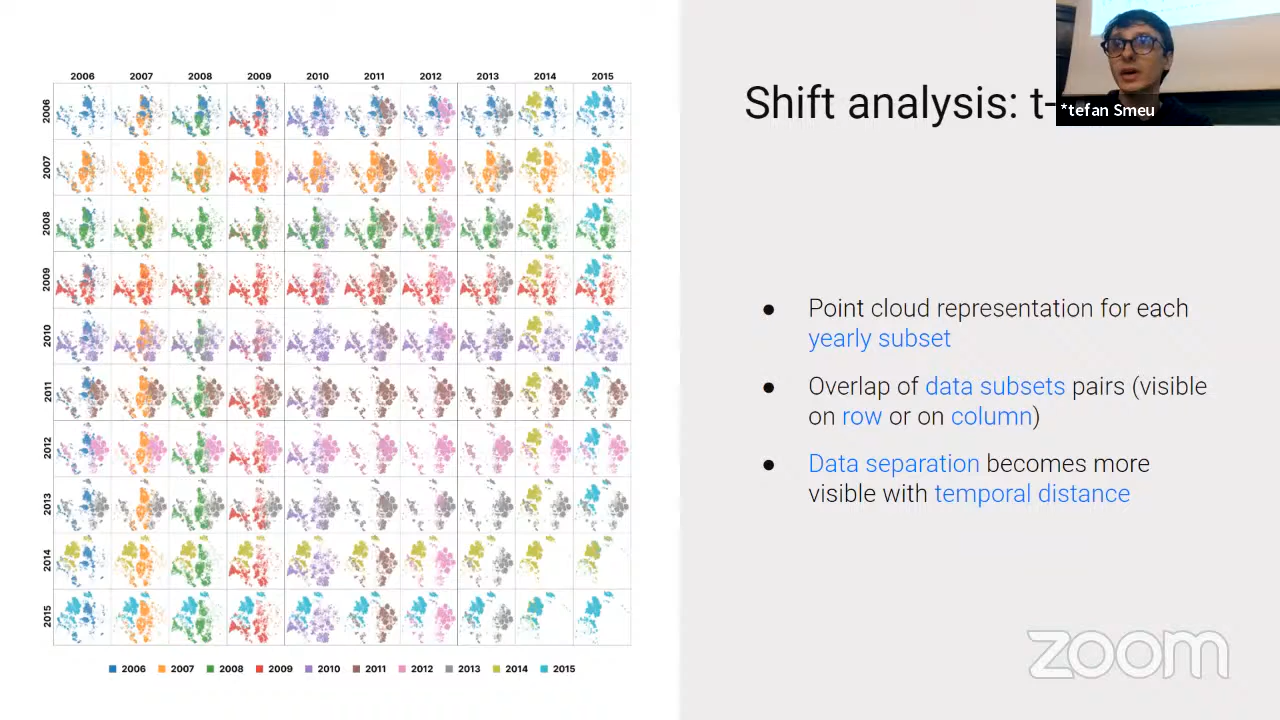 2006 2007 2008 2009 2010 2011 2012 2013 2014 2015
2006
2007
2008
2009
2010
2011
2012
2013
2014
2015
2006 2007 2008 2009 2010 2011 2012 2013 2014 2015
Shift analysis: t-
*tefan Smeu
● Point cloud representation for each
yearly subset
● Overlap of data subsets pairs (visible
on row or on column)
● Data separation becomes more
visible with temporal distance
zoom